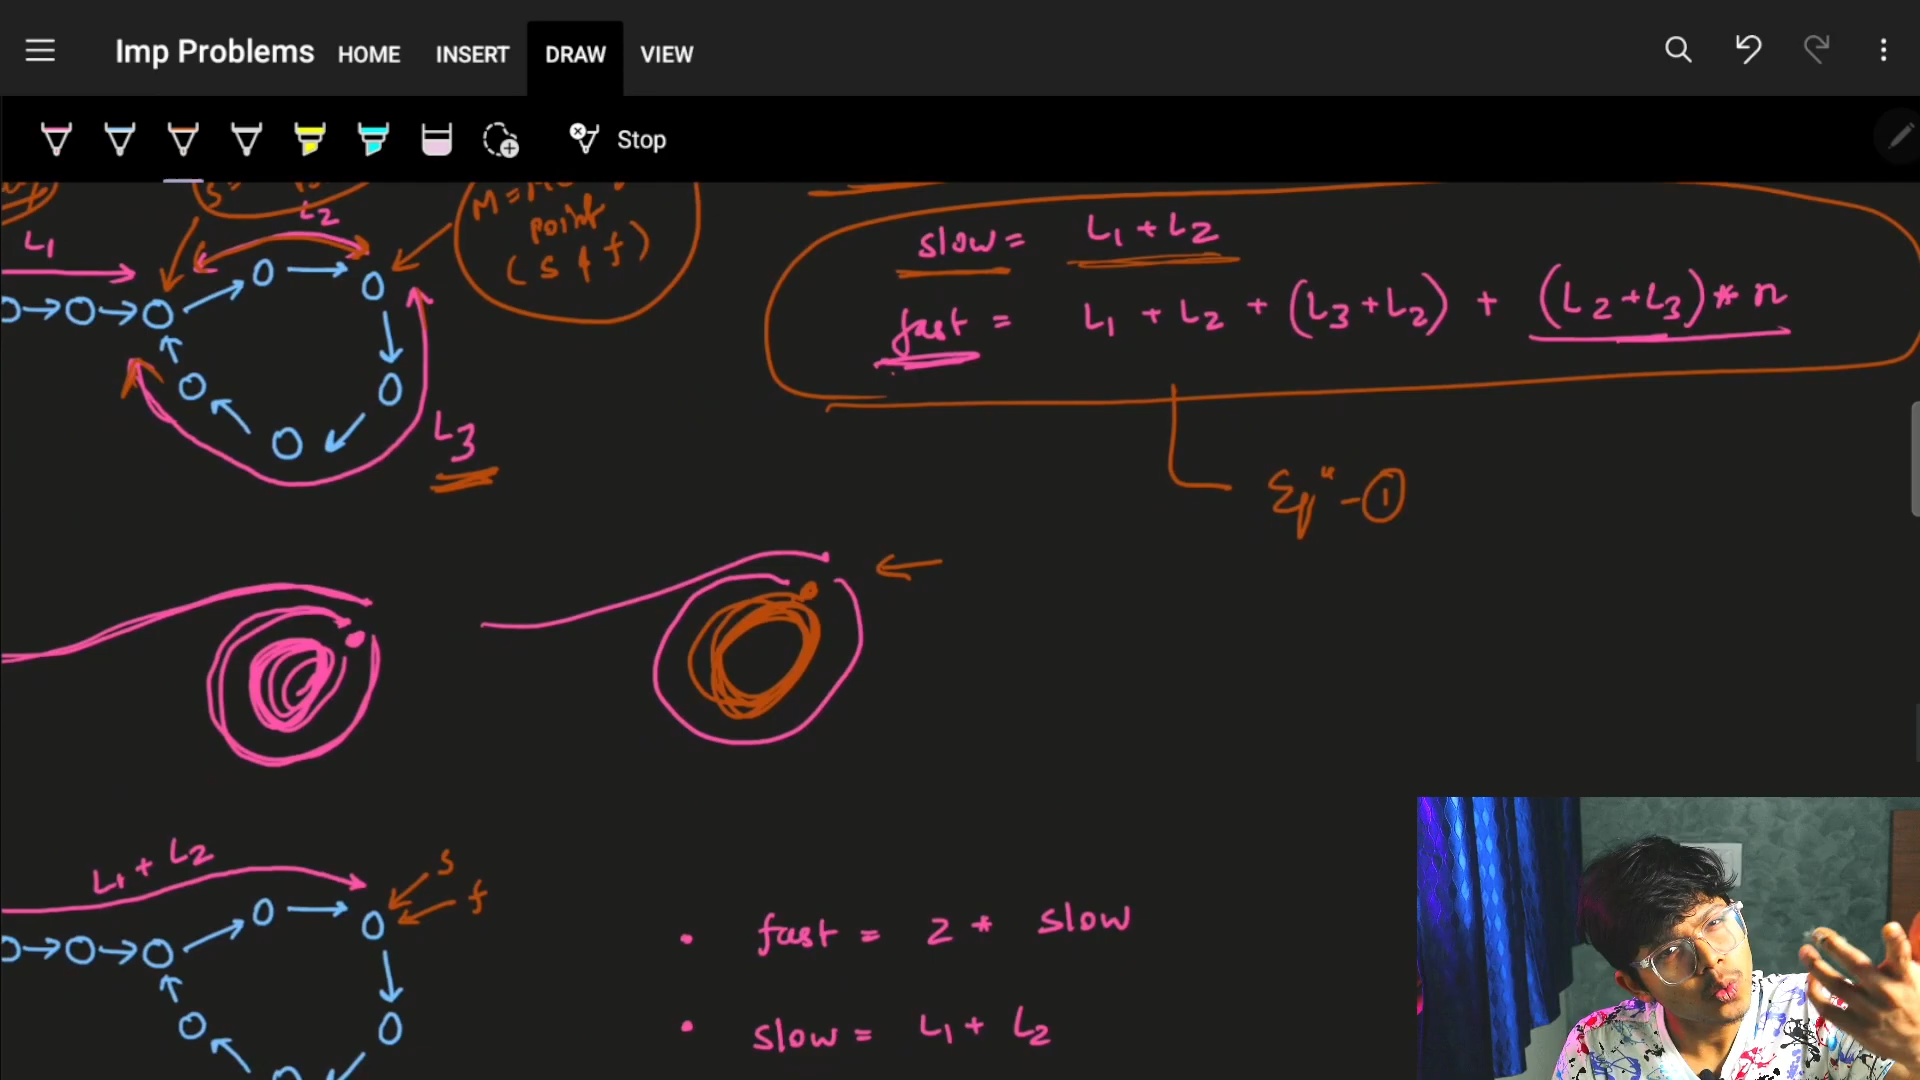 Imp Problems HOME INSERT DRAW VIEW
Stop
L1
L2
point
(s & f)
L3
slow = L1 + L2
fast = L1 + L2 + (L3+L2) + (L2+L3) * n
Eqn - ①
L1 + L2
s
f
• fast = 2 * slow
• slow = L1 + L2